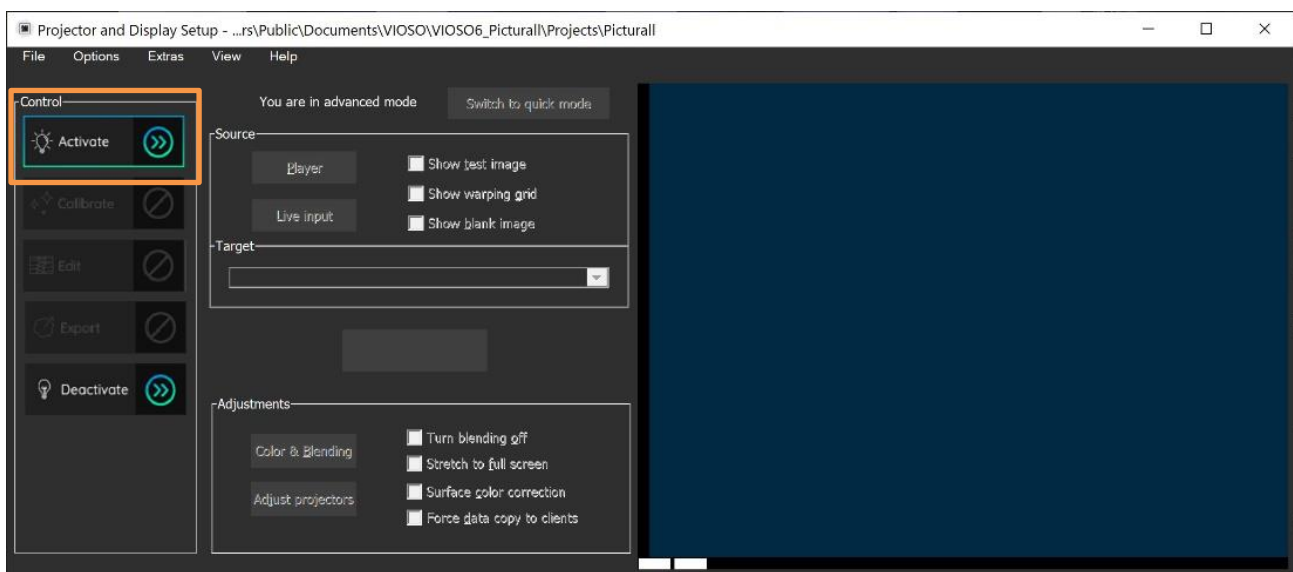 Projector and Display Setup - ...rs\Public\Documents\VIOSO\VIOSO6_Picturall\Projects\Picturall
File Options Extras View Help
Control
Activate
Calibrate
Edit
Export
Deactivate
You are in advanced mode
Switch to quick mode
Source
Player
Live input
Show test image
Show warping grid
Show blank image
Target
Adjustments
Color & Blending
Adjust projectors
Turn blending off
Stretch to full screen
Surface color correction
Force data copy to clients